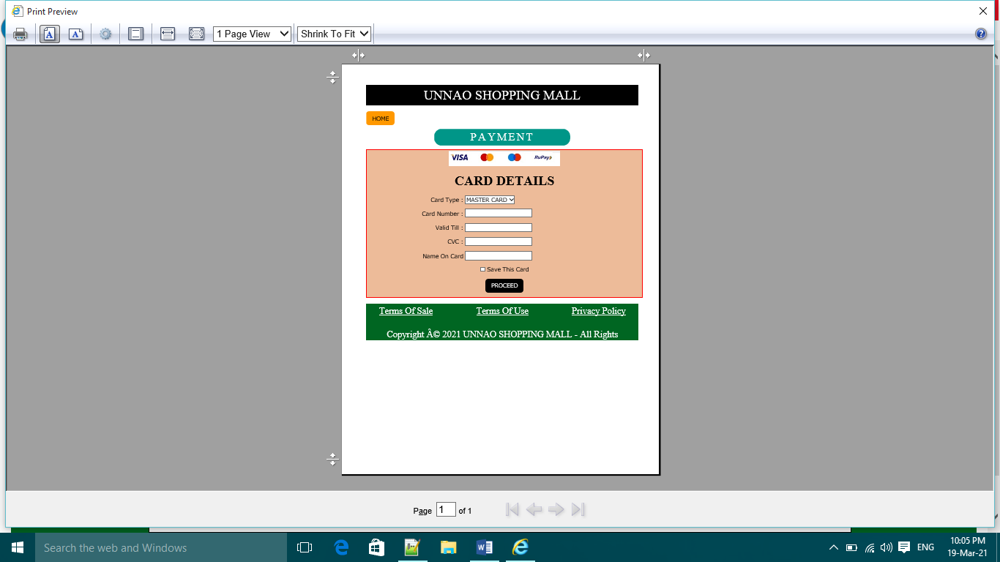 Print Preview
1 Page View
Shrink To Fit
UNNAO SHOPPING MALL
HOME
PAYMENT
VISA RuPay
CARD DETAILS
Card Type : MASTER CARD
Card Number :
Valid Till :
CVC :
Name On Card
Save This Card
PROCEED
Terms Of Sale Terms Of Use Privacy Policy
Copyright Â© 2021 UNNAO SHOPPING MALL - All Rights
Page 1 of 1
Search the web and Windows
ENG
10:05 PM
19-Mar-21